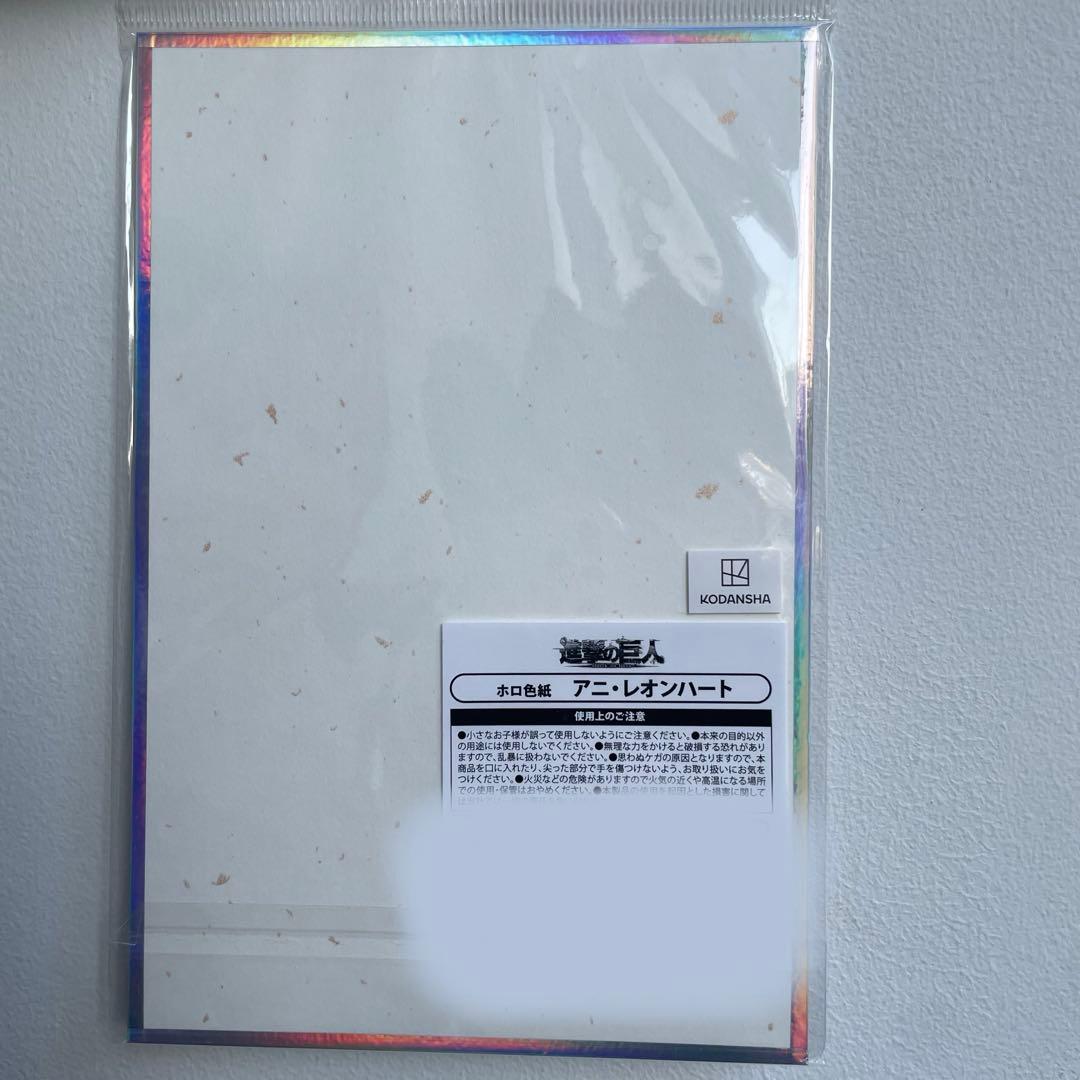 KODANSHA
進撃の巨人
ホロ色紙 アニ・レオンハート
使用上のご注意
●小さなお子様が誤って使用しないようにご注意ください。●本来の目的以外
の用途には使用しないでください。●無理な力をかけると破損する恐れがあり
ますので、乱暴に扱わないでください。●思わぬケガの原因となりますので、本
商品を口に入れたり、尖った部分で手を傷つけないよう、お取り扱いにお気を
つけください。●火災などの危険がありますので火気の近くや高温になる場所
での使用・保管はおやめください。●本製品の使用を起因とした損害に関して